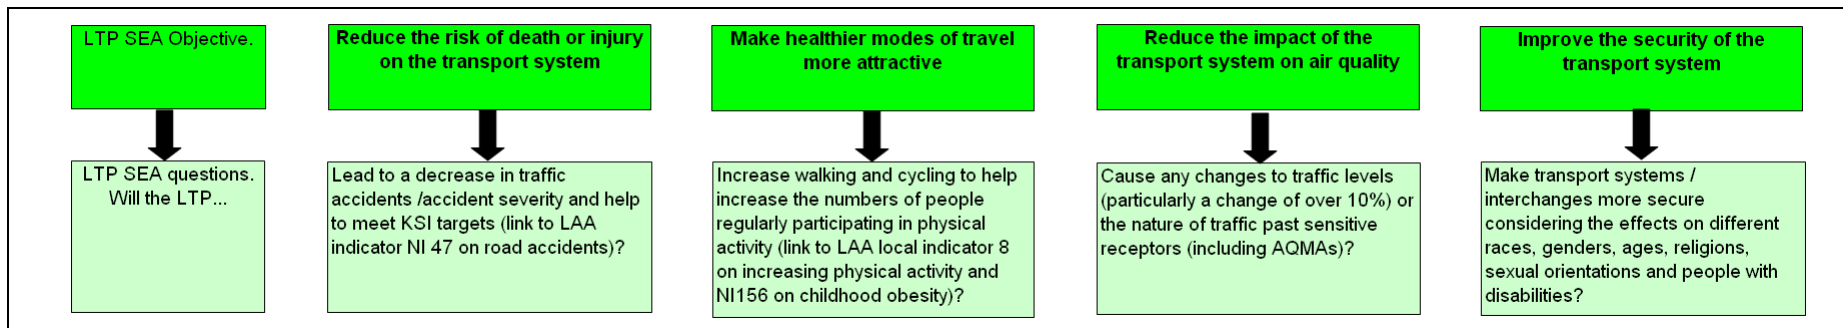 LTP SEA Objective.
Reduce the risk of death or injury
on the transport system
Make healthier modes of travel
more attractive
Reduce the impact of the
transport system on air quality
Improve the security of the
transport system
LTP SEA questions.
Will the LTP...
Lead to a decrease in traffic
accidents /accident severity and help
to meet KSI targets (link to LAA
indicator NI 47 on road accidents)?
Increase walking and cycling to help
increase the numbers of people
regularly participating in physical
activity (link to LAA local indicator 8
on increasing physical activity and
NI156 on childhood obesity)?
Cause any changes to traffic levels
(particularly a change of over 10%) or
the nature of traffic past sensitive
receptors (including AQMAs)?
Make transport systems /
interchanges more secure
considering the effects on different
races, genders, ages, religions,
sexual orientations and people with
disabilities?